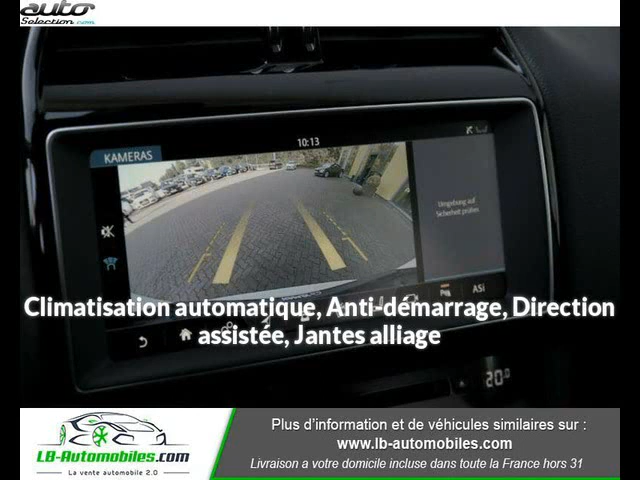 auto
Selection.com
10:13
KAMERAS
Umgebung auf
Sicherheit prüfen
ASi
Climatisation automatique, Anti-démarrage, Direction
assistée, Jantes alliage
20.0
LB-Automobiles.com
La vente automobile 2.0
Plus d'information et de véhicules similaires sur :
www.lb-automobiles.com
Livraison a votre domicile incluse dans toute la France hors 31